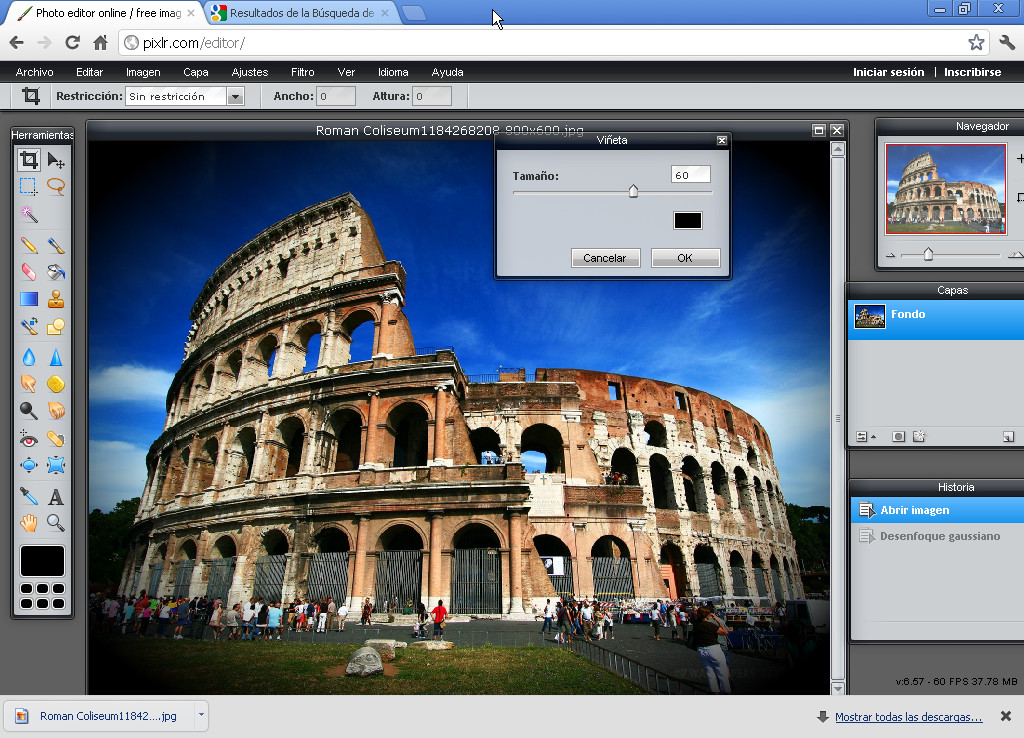 Photo editor online / free imag
Resultados de la Búsqueda de
pixlr.com/editor/
Archivo Editar Imagen Capa Ajustes Filtro Ver Idioma Ayuda Iniciar sesión | Inscribirse
Restricción: Sin restricción Ancho: 0 Altura: 0
Herramientas
Roman Coliseum1184268208_800x600.jpg
Viñeta
Tamaño: 60
Cancelar OK
Navegador
Capas
Fondo
Historia
Abrir imagen
Desenfoque gaussiano
v:6.57 - 60 FPS 37.78 MB
Roman Coliseum11842....jpg
Mostrar todas las descargas...